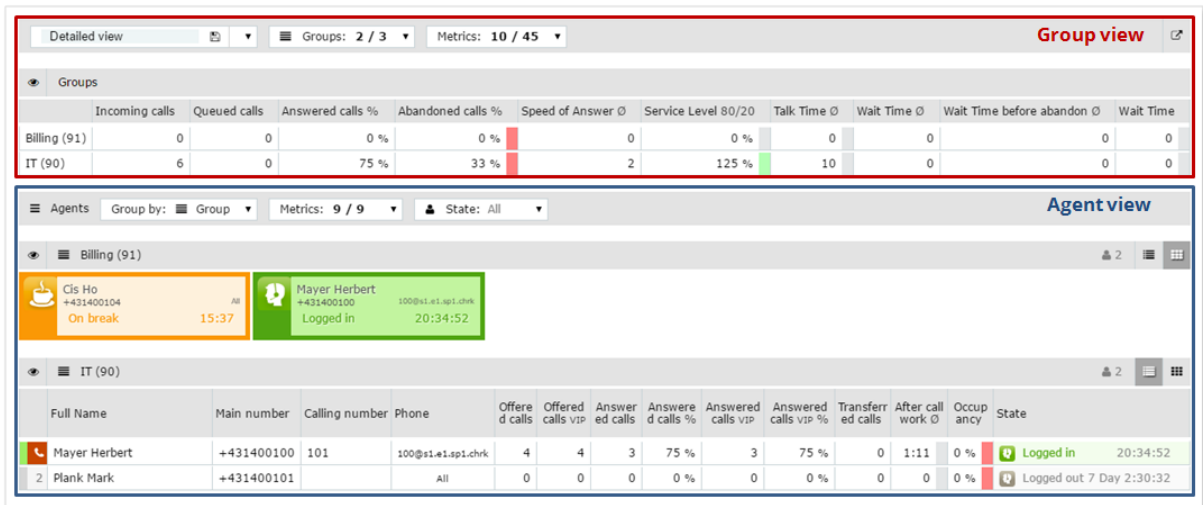 Detailed view Groups: 2 / 3 Metrics: 10 / 45 Group view
Groups
Incoming calls Queued calls Answered calls % Abandoned calls % Speed of Answer Ø Service Level 80/20 Talk Time Ø Wait Time Ø Wait Time before abandon Ø Wait Time
Billing (91) 0 0 0 % 0 % 0 0 % 0 0 0 0
IT (90) 6 0 75 % 33 % 2 125 % 10 0 0 0
Agents Group by: Group Metrics: 9 / 9 State: All Agent view
Billing (91) 2
Cis Ho Mayer Herbert
+431400104 All +431400100 100@s1.e1.sp1.chrk
On break 15:37 Logged in 20:34:52
IT (90) 2
Full Name Main number Calling number Phone Offere d calls Offered calls VIP Answer ed calls Answere d calls % Answered calls VIP Answered calls VIP % Transferr ed calls After call work Ø Occup ancy State
Mayer Herbert +431400100 101 100@s1.e1.sp1.chrk 4 4 3 75 % 3 75 % 0 1:11 0 % Logged in 20:34:52
2 Plank Mark +431400101 All 0 0 0 0 % 0 0 % 0 0 0 % Logged out 7 Day 2:30:32